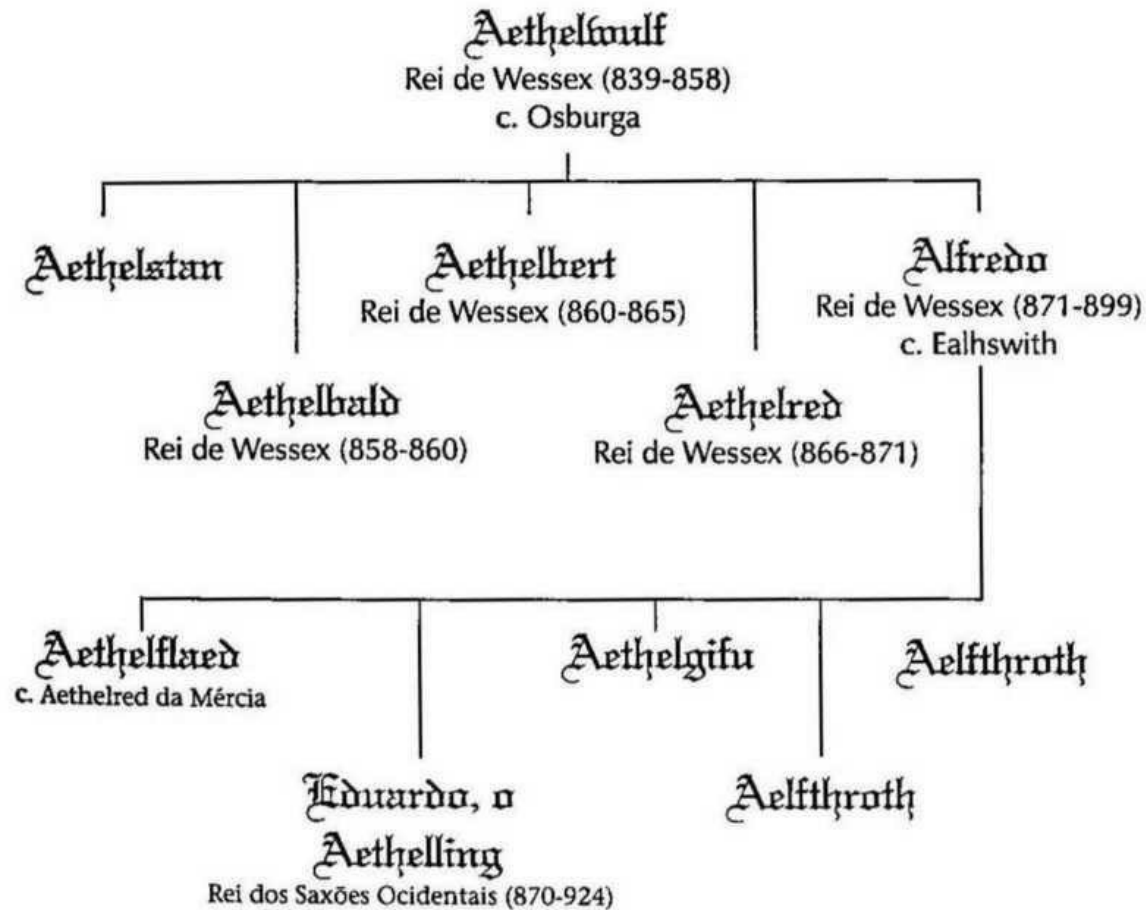 Aethelwulf
Rei de Wessex (839-858)
c. Osburga
Aethelstan
Aethelbert
Rei de Wessex (860-865)
Alfredo
Rei de Wessex (871-899)
c. Ealhswith
Aethelbald
Rei de Wessex (858-860)
Aethelred
Rei de Wessex (866-871)
Aethelflaed
c. Aethelred da Mércia
Aethelgifu
Aelfthroth
Eduardo, o
Aethelling
Rei dos Saxões Ocidentais (870-924)
Aelfthroth